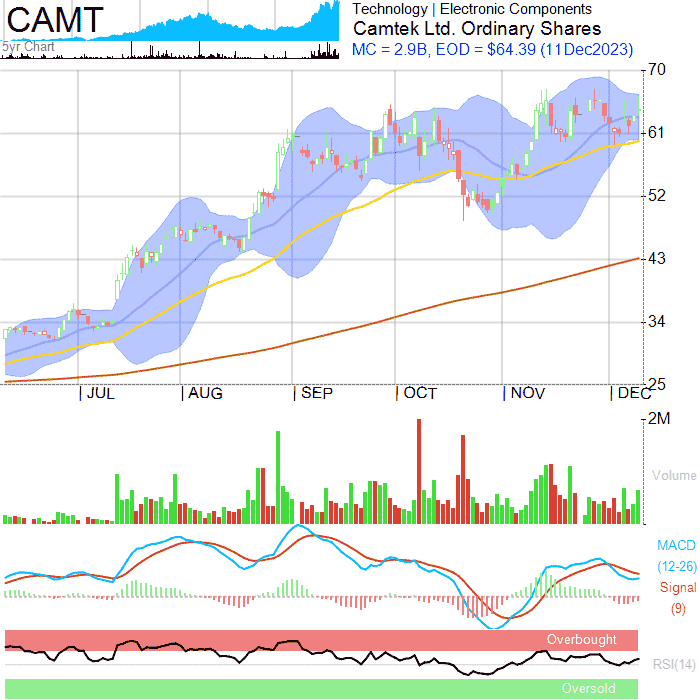 CAMT
Technology | Electronic Components
Camtek Ltd. Ordinary Shares
MC = 2.9B, EOD = $64.39 (11Dec2023)
5yr Chart
70
61
52
43
34
25
JUL AUG SEP OCT NOV DEC
2M
Volume
MACD
(12-26)
Signal
(9)
Overbought
RSI(14)
Oversold